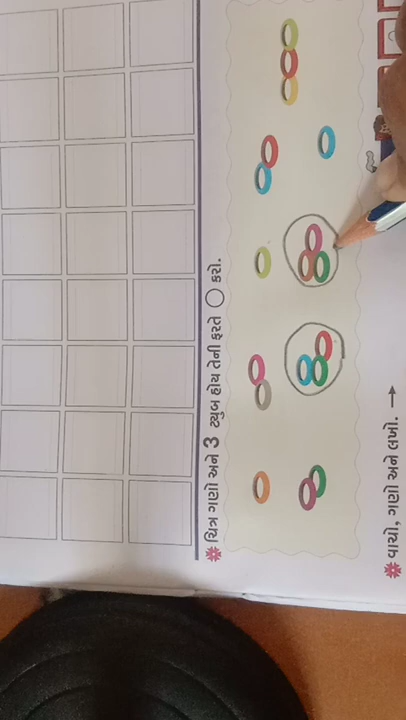 ચિત્ર ગણો અને 3 ટ્યુબ હોય તેની ફરતે ◯ કરો.
વાચો, ગણો અને લખો. →